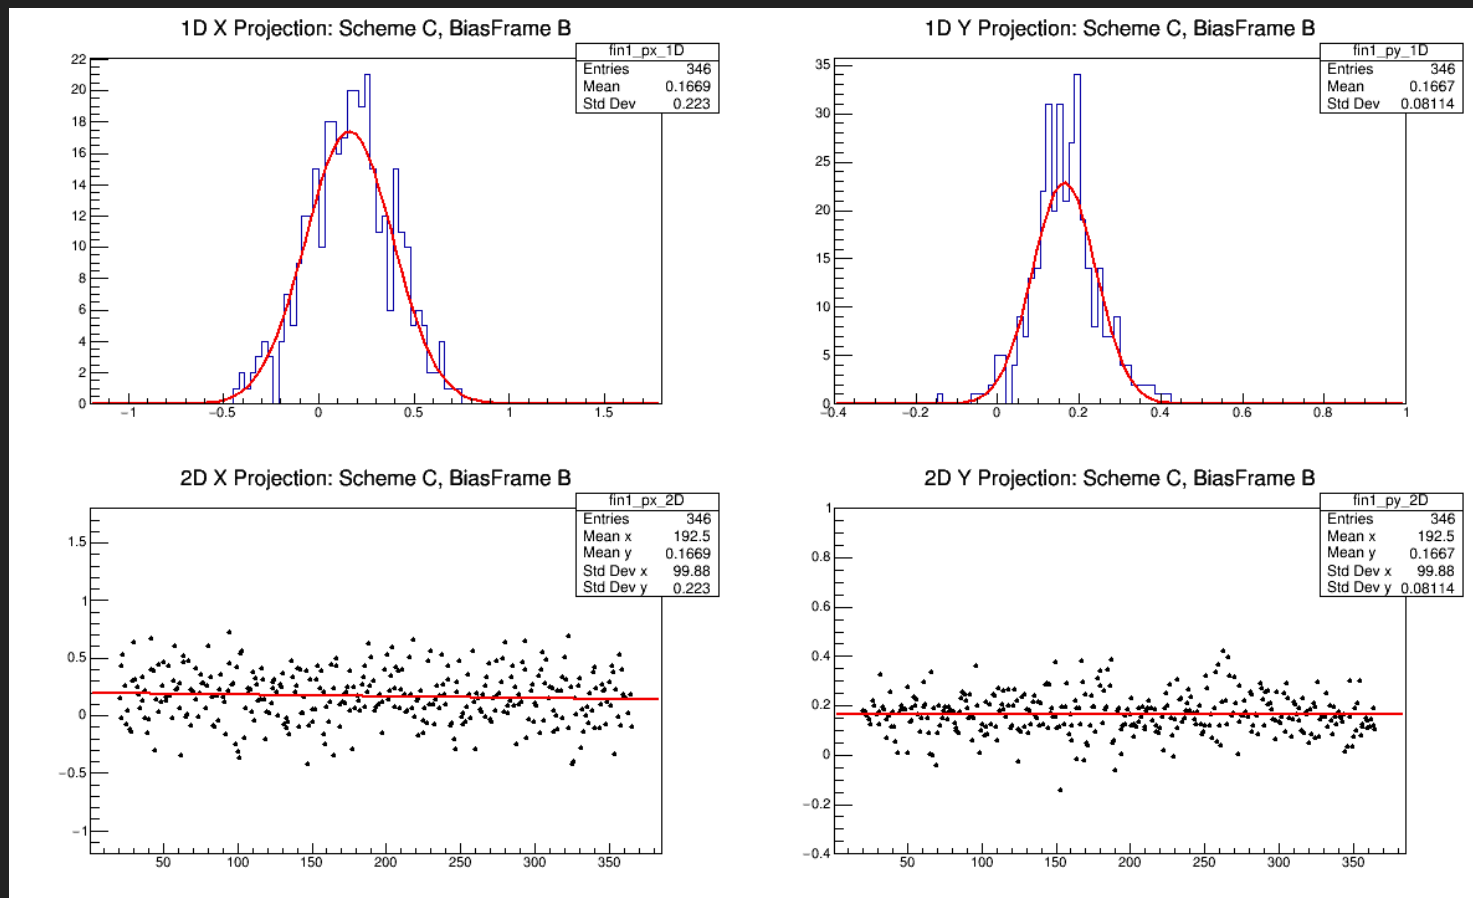 1D X Projection: Scheme C, BiasFrame B
fin1_px_1D
Entries 346
Mean 0.1669
Std Dev 0.223
22
20
18
16
14
12
10
8
6
4
2
0
−1 −0.5 0 0.5 1 1.5
1D Y Projection: Scheme C, BiasFrame B
fin1_py_1D
Entries 346
Mean 0.1667
Std Dev 0.08114
35
30
25
20
15
10
5
0
−0.4 −0.2 0 0.2 0.4 0.6 0.8 1
2D X Projection: Scheme C, BiasFrame B
fin1_px_2D
Entries 346
Mean x 192.5
Mean y 0.1669
Std Dev x 99.88
Std Dev y 0.223
1.5
1
0.5
0
−0.5
−1
50 100 150 200 250 300 350
2D Y Projection: Scheme C, BiasFrame B
fin1_py_2D
Entries 346
Mean x 192.5
Mean y 0.1667
Std Dev x 99.88
Std Dev y 0.08114
1
0.8
0.6
0.4
0.2
0
−0.2
−0.4
50 100 150 200 250 300 350